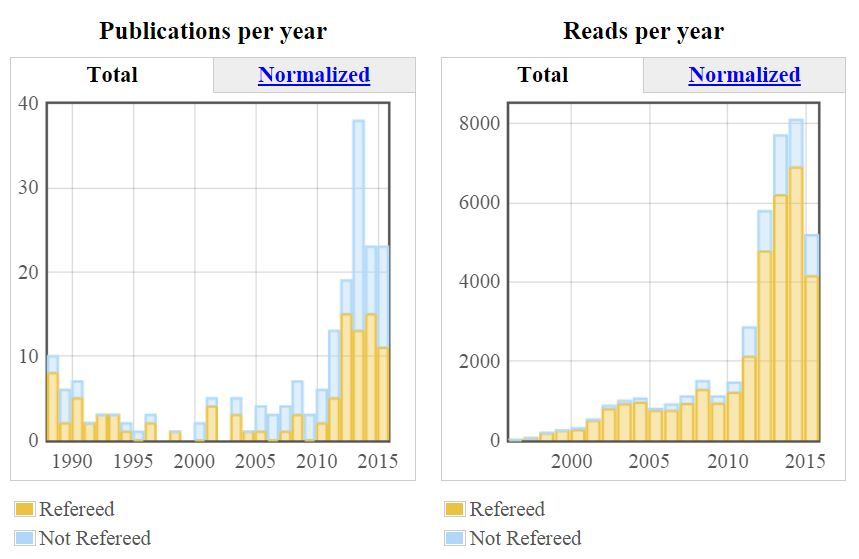 Publications per year
Total
Normalized
40
30
20
10
0
1990 1995 2000 2005 2010 2015
Refereed
Not Refereed
Reads per year
Total
Normalized
8000
6000
4000
2000
0
2000 2005 2010 2015
Refereed
Not Refereed